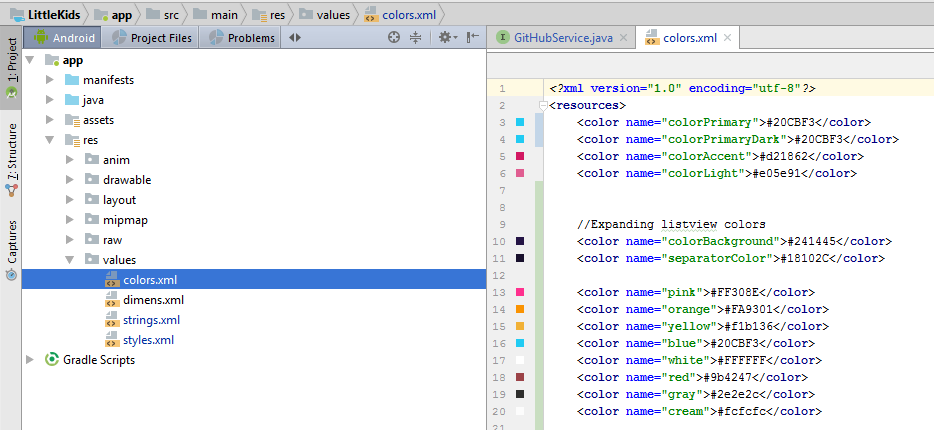 LittleKids app src main res values colors.xml
Android Project Files Problems
GitHubService.java colors.xml
1: Project
7: Structure
Captures
app
manifests
java
assets
res
anim
drawable
layout
mipmap
raw
values
colors.xml
dimens.xml
strings.xml
styles.xml
Gradle Scripts
1 <?xml version="1.0" encoding="utf-8"?>
2 <resources>
3 <color name="colorPrimary">#20CBF3</color>
4 <color name="colorPrimaryDark">#20CBF3</color>
5 <color name="colorAccent">#d21862</color>
6 <color name="colorLight">#e05e91</color>
7
8
9 //Expanding listview colors
10 <color name="colorBackground">#241445</color>
11 <color name="separatorColor">#18102C</color>
12
13 <color name="pink">#FF308E</color>
14 <color name="orange">#FA9301</color>
15 <color name="yellow">#f1b136</color>
16 <color name="blue">#20CBF3</color>
17 <color name="white">#FFFFFF</color>
18 <color name="red">#9b4247</color>
19 <color name="gray">#2e2e2c</color>
20 <color name="cream">#fcfcfc</color>
21